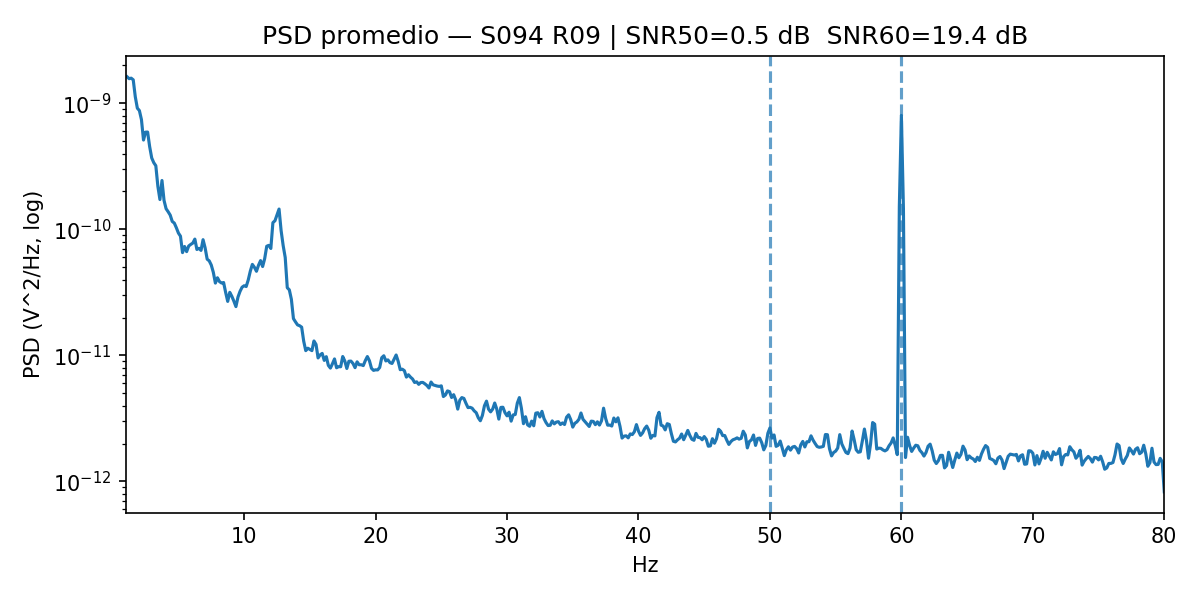 PSD promedio — S094 R09 | SNR50=0.5 dB  SNR60=19.4 dB
PSD (V^2/Hz, log)
10⁻⁹
10⁻¹⁰
10⁻¹¹
10⁻¹²
10 20 30 40 50 60 70 80
Hz